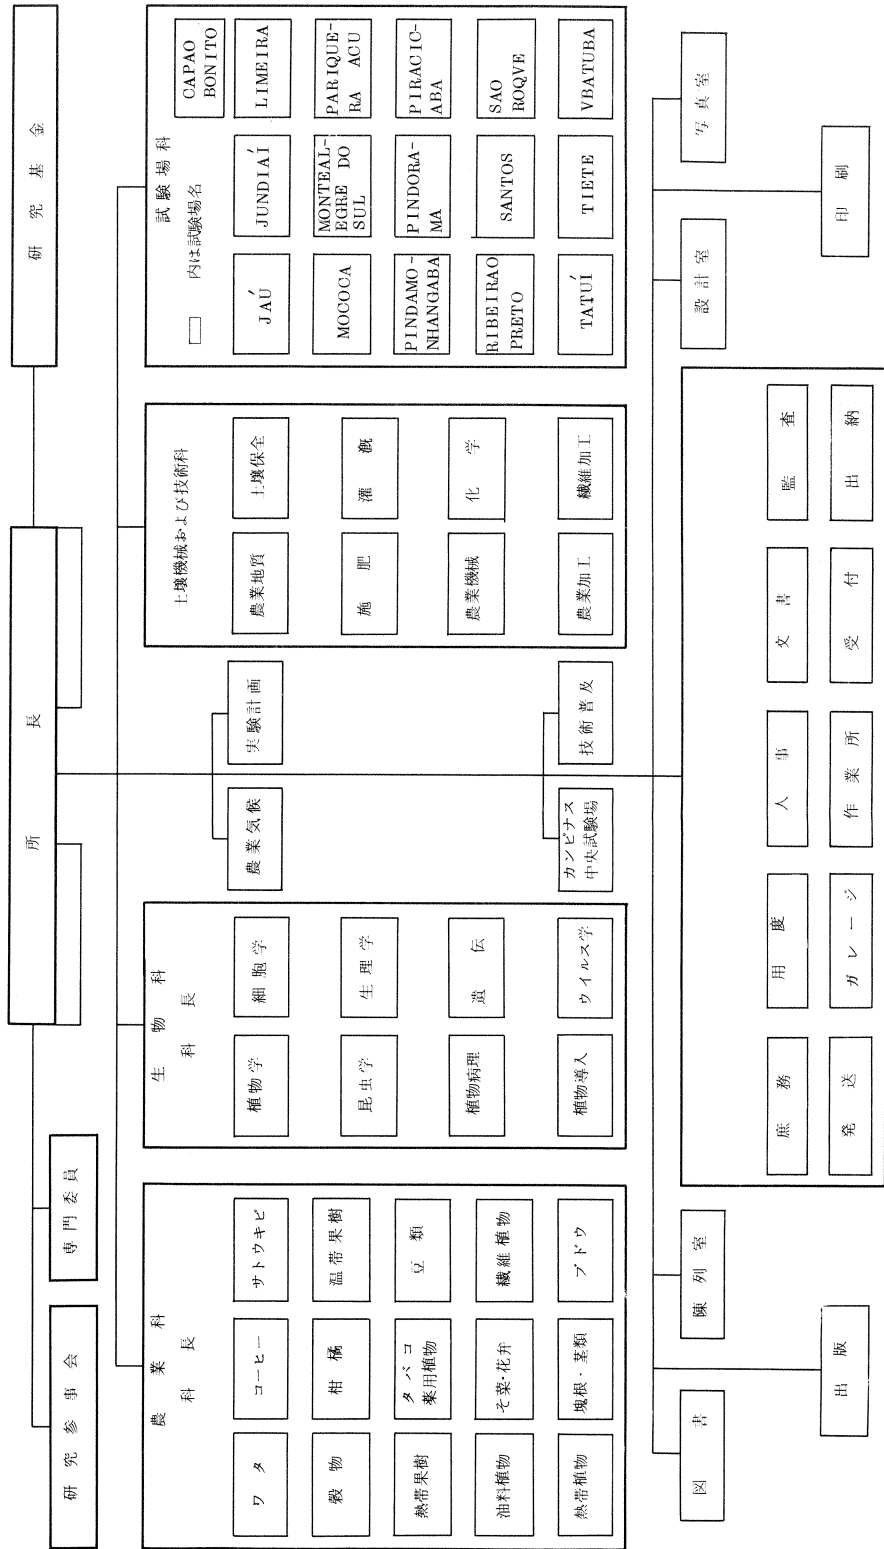 所長
研究参事会
専門委員
研究基金
農業科
科長
ワタ
コーヒー
サトウキビ
穀物
柑橘
温帯果樹
熱帯果樹
タバコ
薬用植物
豆類
油料植物
そ菜・花弁
繊維植物
熱帯植物
塊根・茎類
ブドウ
生物科
科長
植物学
細胞学
昆虫学
生理学
植物病理
遺伝
植物導入
ウイルス学
農業気候
実験計画
カンピナス
中央試験場
技術普及
土壌機械および技術科
農業地質
土壌保全
施肥
灌漑
農業機械
化学
農業加工
繊維加工
試験場科
内は試験場名
CAPAO
BONITO
JAÚ
JUNDIAÍ
LIMEIRA
MOCOCA
MONTEAL-
EGRE DO
SUL
PARIQUE-
RA ACU
PINDAMO-
NHANGABA
PINDORA-
MA
PIRACIC-
ABA
RIBEIRAO
PRETO
SANTOS
SAO
ROQVE
TATUÍ
TIETE
VBATUBA
図書
陳列室
設計室
写真室
出版
印刷
庶務
用度
人事
文書
監査
発送
ガレージ
作業所
受付
出納